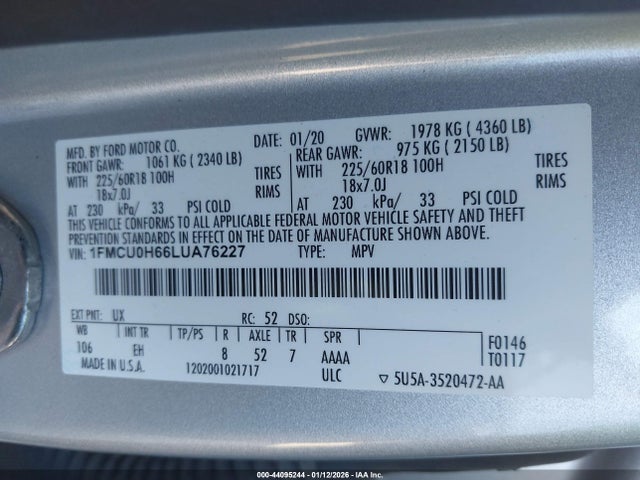 MFD. BY FORD MOTOR CO. DATE: 01/20 GVWR: 1978 KG ( 4360 LB)
FRONT GAWR: 1061 KG ( 2340 LB) REAR GAWR: 975 KG ( 2150 LB)
WITH 225/60R18 100H TIRES WITH 225/60R18 100H TIRES
18x7.0J RIMS 18x7.0J RIMS
AT 230 kPa/ 33 PSI COLD AT 230 kPa/ 33 PSI COLD
THIS VEHICLE CONFORMS TO ALL APPLICABLE FEDERAL MOTOR VEHICLE SAFETY AND THEFT
PREVENTION STANDARDS IN EFFECT ON THE DATE OF MANUFACTURE SHOWN ABOVE.
VIN: 1FMCU0H66LUA76227 TYPE: MPV
EXT PNT: UX RC: 52 DSO:
WB INT TR TP/PS R AXLE TR SPR F0146
106 EH 8 52 7 AAAA T0117
MADE IN U.S.A. 1202001021717 ULC ▽ 5U5A-3520472-AA
000-44095244 - 01/12/2026 - IAA Inc.